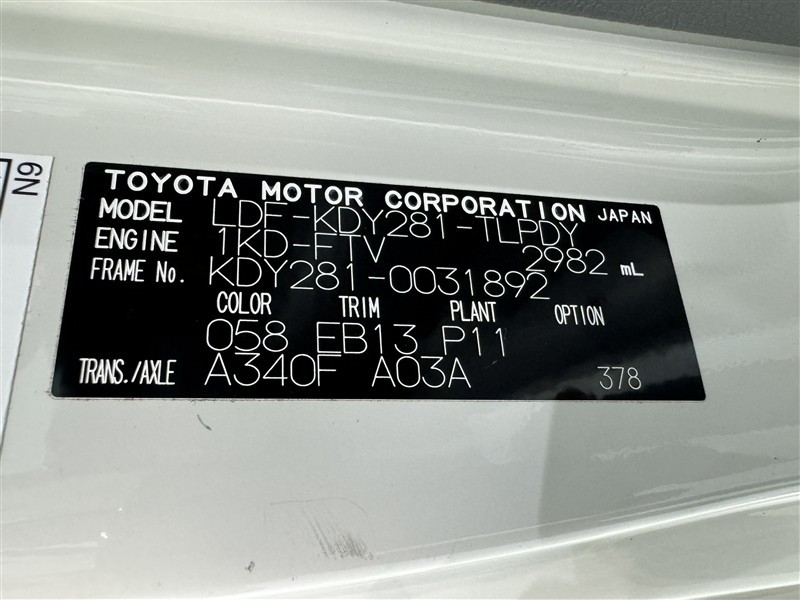 TOYOTA MOTOR CORPORATION JAPAN
MODEL LDF-KDY281-TLPDY
ENGINE 1KD-FTV 2982 mL
FRAME No. KDY281-0031892
COLOR TRIM PLANT OPTION
058 EB13 P11
TRANS./AXLE A340F A03A 378
N9